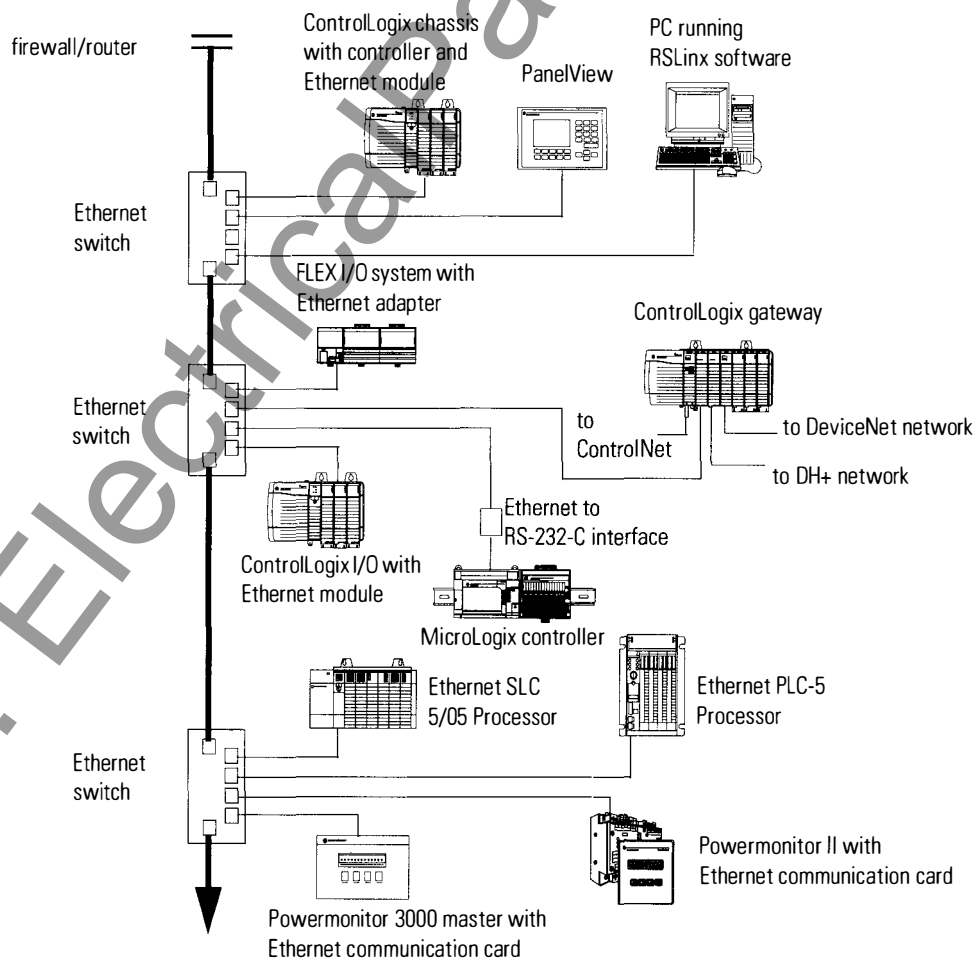 firewall/router
ControlLogix chassis
with controller and
Ethernet module
PanelView
PC running
RSLinx software
Ethernet
switch
FLEX I/O system with
Ethernet adapter
ControlLogix gateway
Ethernet
switch
to
ControlNet
to DeviceNet network
to DH+ network
Ethernet to
RS-232-C interface
ControlLogix I/O with
Ethernet module
MicroLogix controller
Ethernet SLC
5/05 Processor
Ethernet PLC-5
Processor
Ethernet
switch
Powermonitor II with
Ethernet communication card
Powermonitor 3000 master with
Ethernet communication card
. ElectricalPa